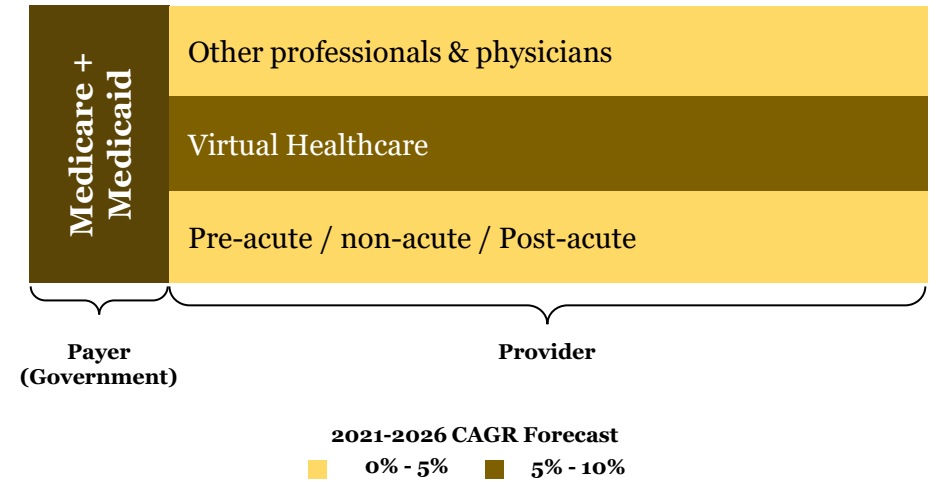 Medicare +
Medicaid
Other professionals & physicians
Virtual Healthcare
Pre-acute / non-acute / Post-acute
Payer
(Government)
Provider
2021-2026 CAGR Forecast
0% - 5%
5% - 10%